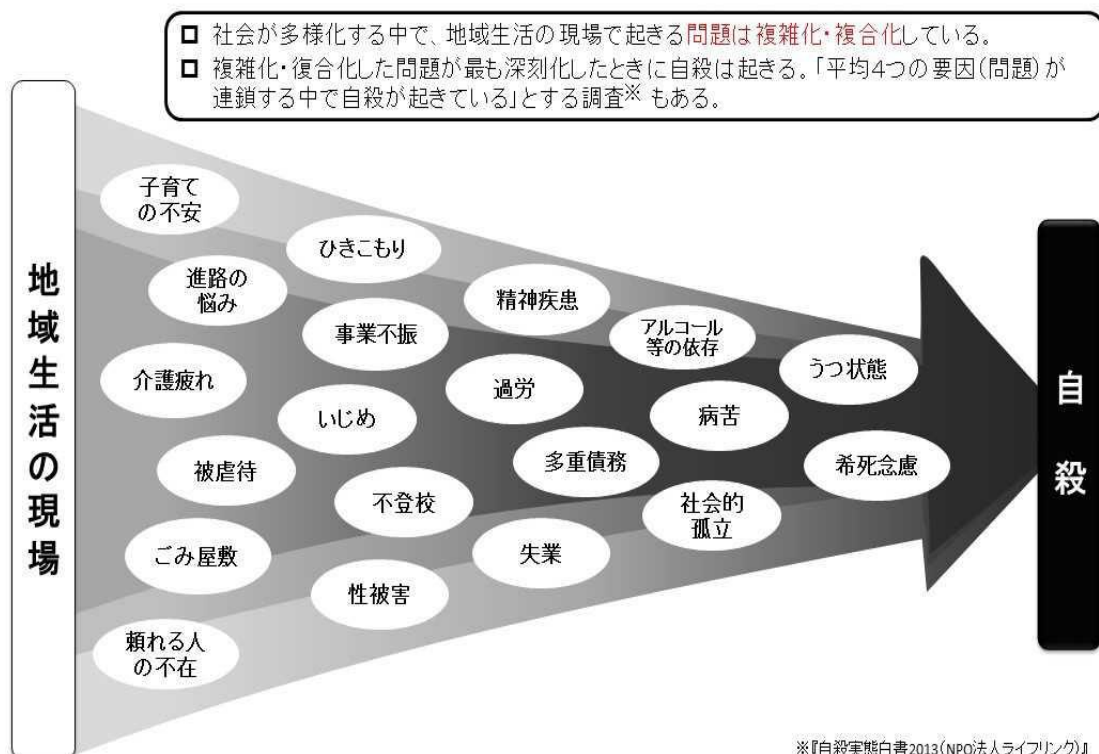 □ 社会が多様化する中で、地域生活の現場で起きる問題は複雑化・複合化している。
□ 複雑化・復合化した問題が最も深刻化したときに自殺は起きる。「平均4つの要因(問題)が
連鎖する中で自殺が起きている」とする調査※ もある。
地域生活の現場
子育て
の不安
ひきこもり
進路の
悩み
精神疾患
事業不振
アルコール
等の依存
うつ状態
介護疲れ
過労
いじめ
病苦
被虐待
多重債務
希死念慮
不登校
社会的
孤立
ごみ屋敷
失業
性被害
頼れる人
の不在
自殺
※『自殺実態白書2013(NPO法人ライフリンク)』